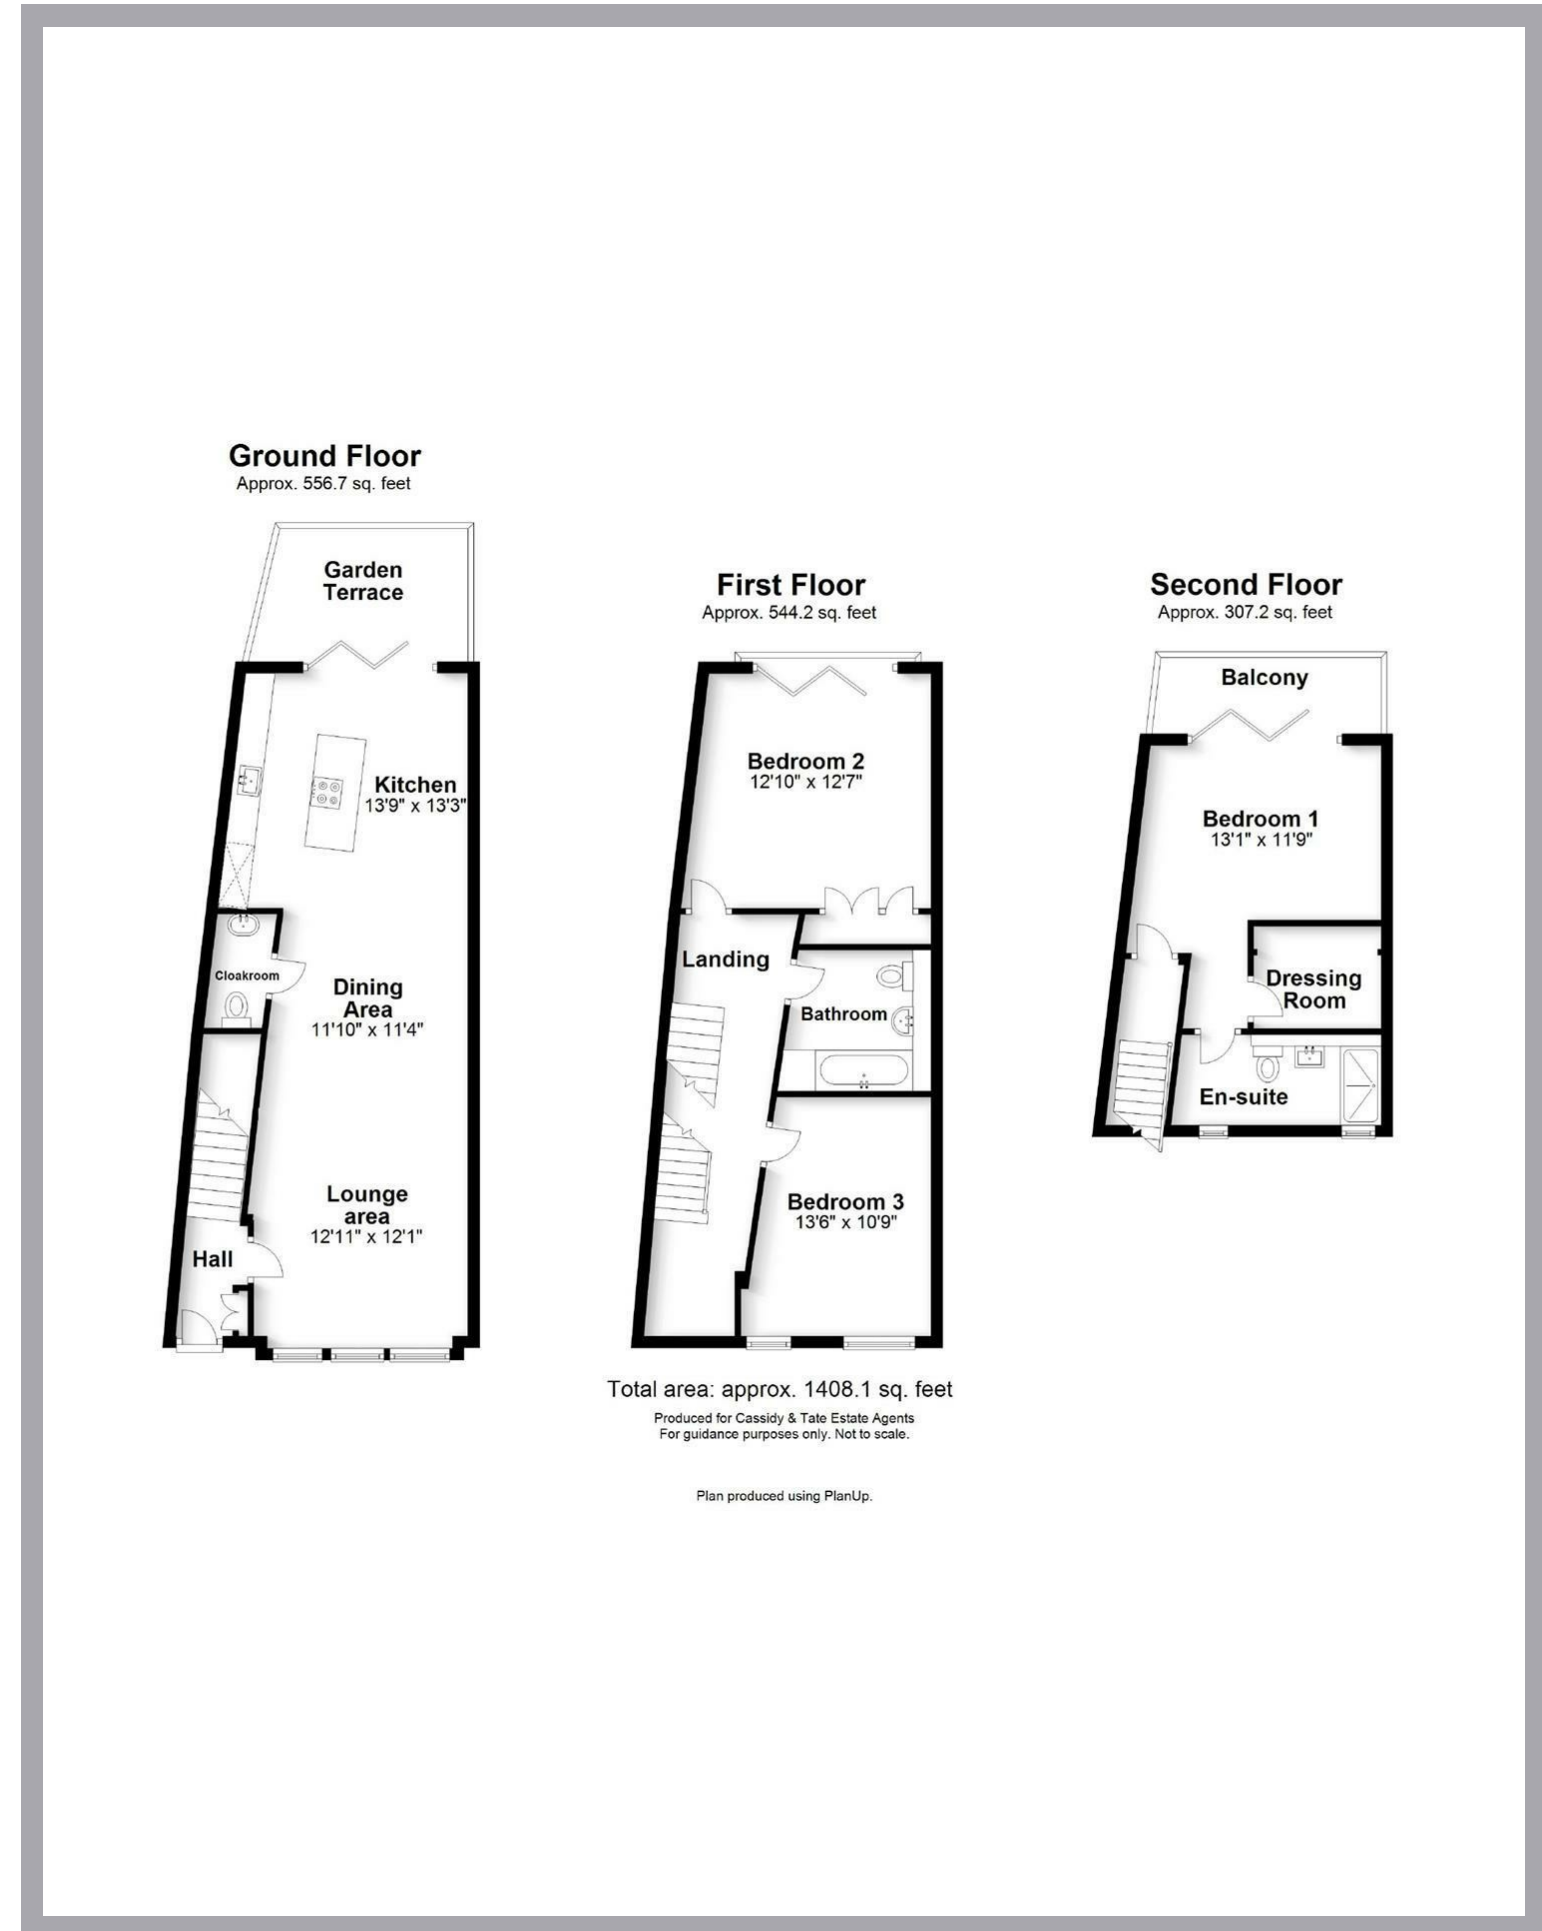 Ground Floor
Approx. 556.7 sq. feet
Garden
Terrace
Kitchen
13'9" x 13'3"
Cloakroom
Dining
Area
11'10" x 11'4"
Lounge
area
12'11" x 12'1"
Hall
First Floor
Approx. 544.2 sq. feet
Bedroom 2
12'10" x 12'7"
Landing
Bathroom
Bedroom 3
13'6" x 10'9"
Second Floor
Approx. 307.2 sq. feet
Balcony
Bedroom 1
13'1" x 11'9"
Dressing
Room
En-suite
Total area: approx. 1408.1 sq. feet
Produced for Cassidy & Tate Estate Agents
For guidance purposes only. Not to scale.
Plan produced using PlanUp.